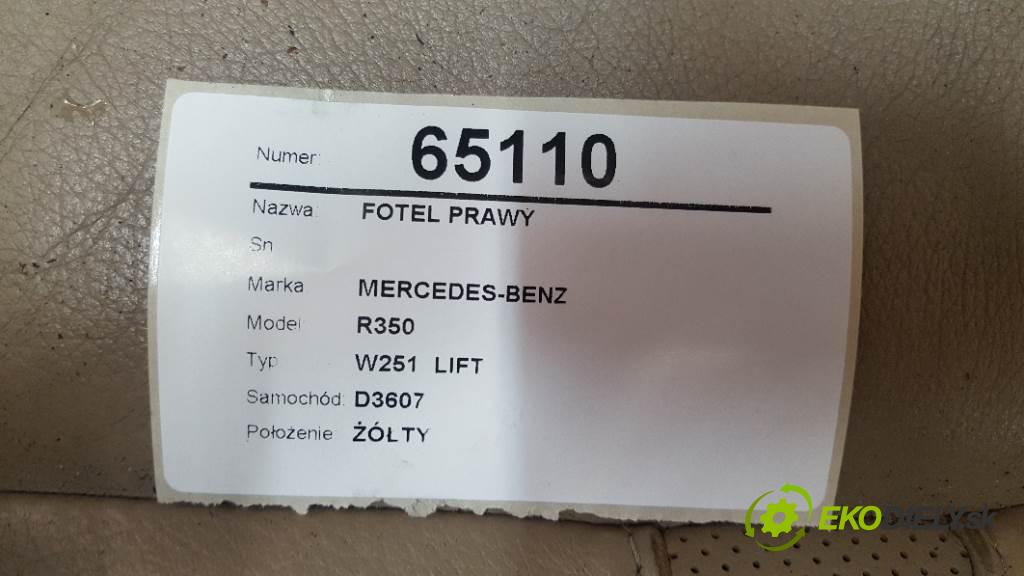 Numer: 65110
Nazwa: FOTEL PRAWY
Sn
Marka MERCEDES-BENZ
Model R350
Typ W251 LIFT
Samochód: D3607
Położenie: ŻÓŁTY
EKODIELY.sk